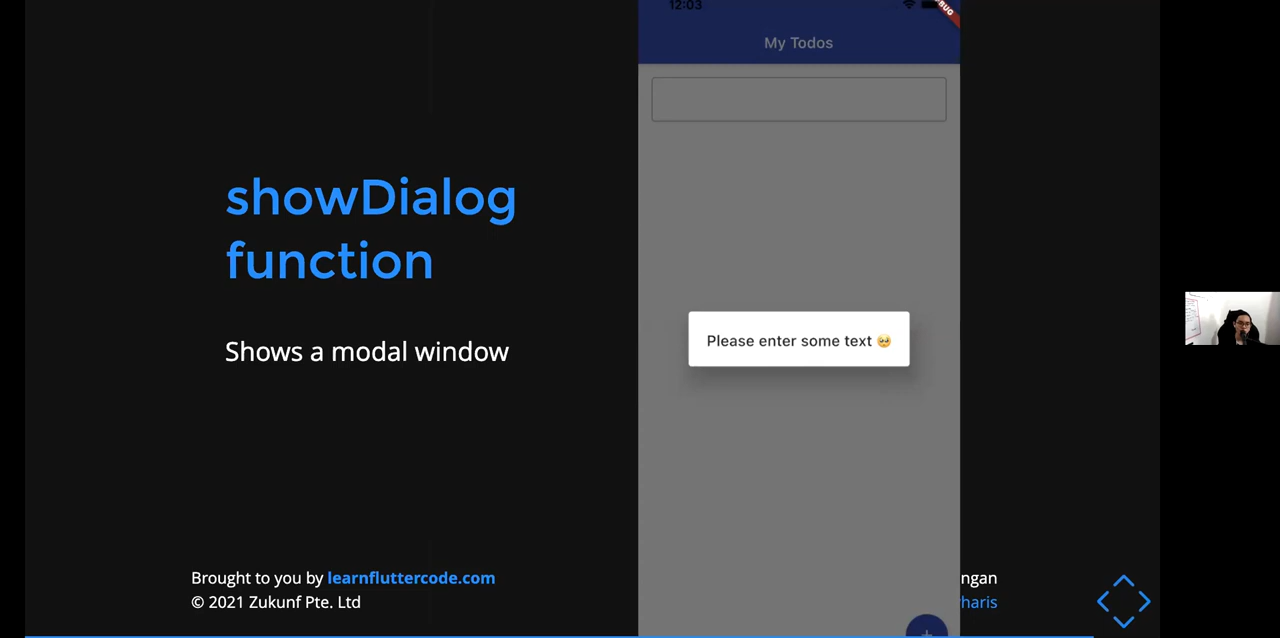 12:03
My Todos
showDialog
function
Please enter some text 🥺
Shows a modal window
Brought to you by learnfluttercode.com
ngan
© 2021 Zukunf Pte. Ltd
haris